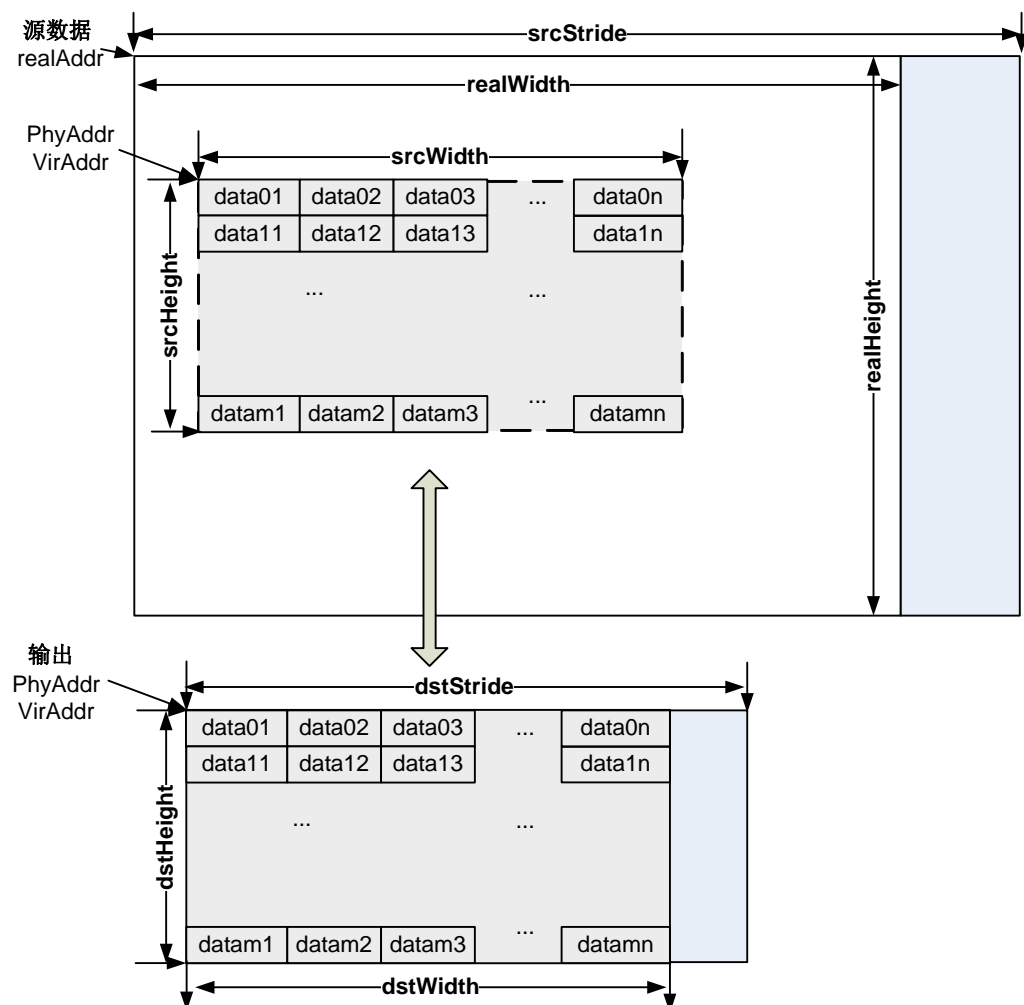 源数据
realAddr
srcStride
realWidth
PhyAddr
VirAddr
srcWidth
data01 data02 data03 ... data0n
data11 data12 data13 data1n
... ...
srcHeight
realHeight
datam1 datam2 datam3 ... datamn
输出
PhyAddr
VirAddr
dstStride
data01 data02 data03 ... data0n
data11 data12 data13 data1n
... ...
dstHeight
datam1 datam2 datam3 ... datamn
dstWidth